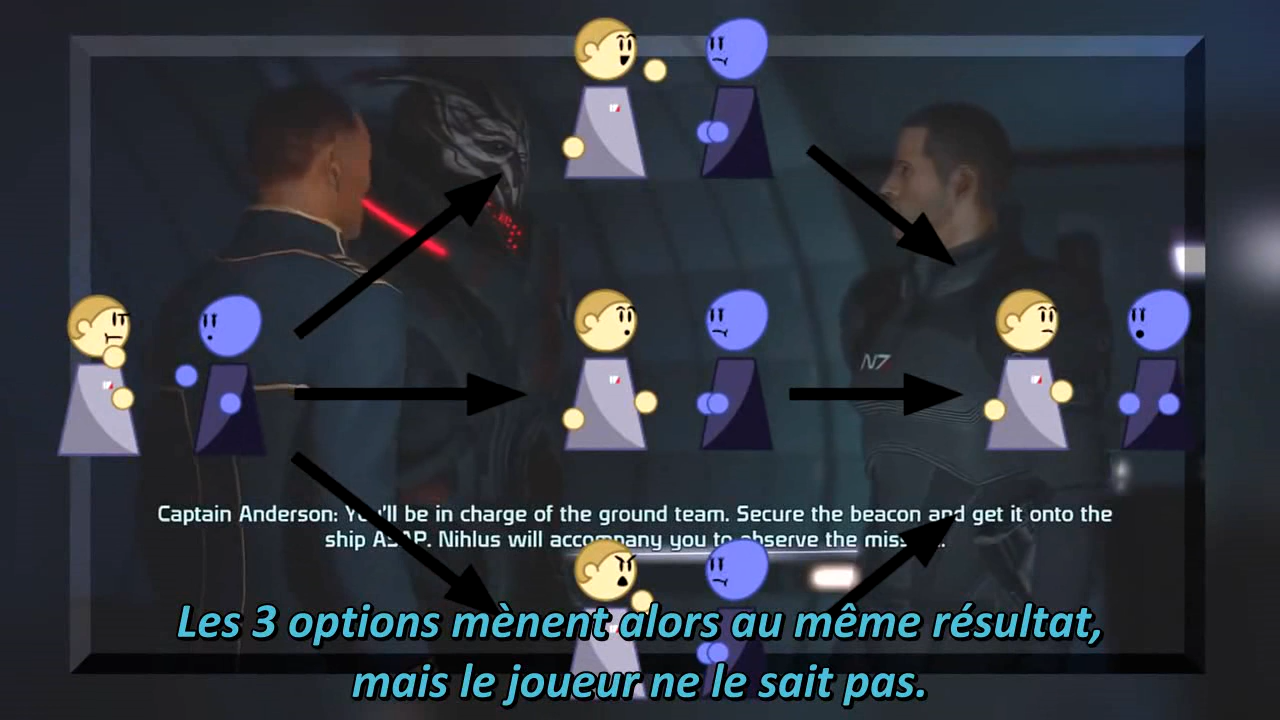 N7
Captain Anderson: You'll be in charge of the ground team. Secure the beacon and get it onto the
ship ASAP. Nihlus will accompany you to observe the
Les 3 options mènent alors au même résultat,
mais le joueur ne le sait pas.